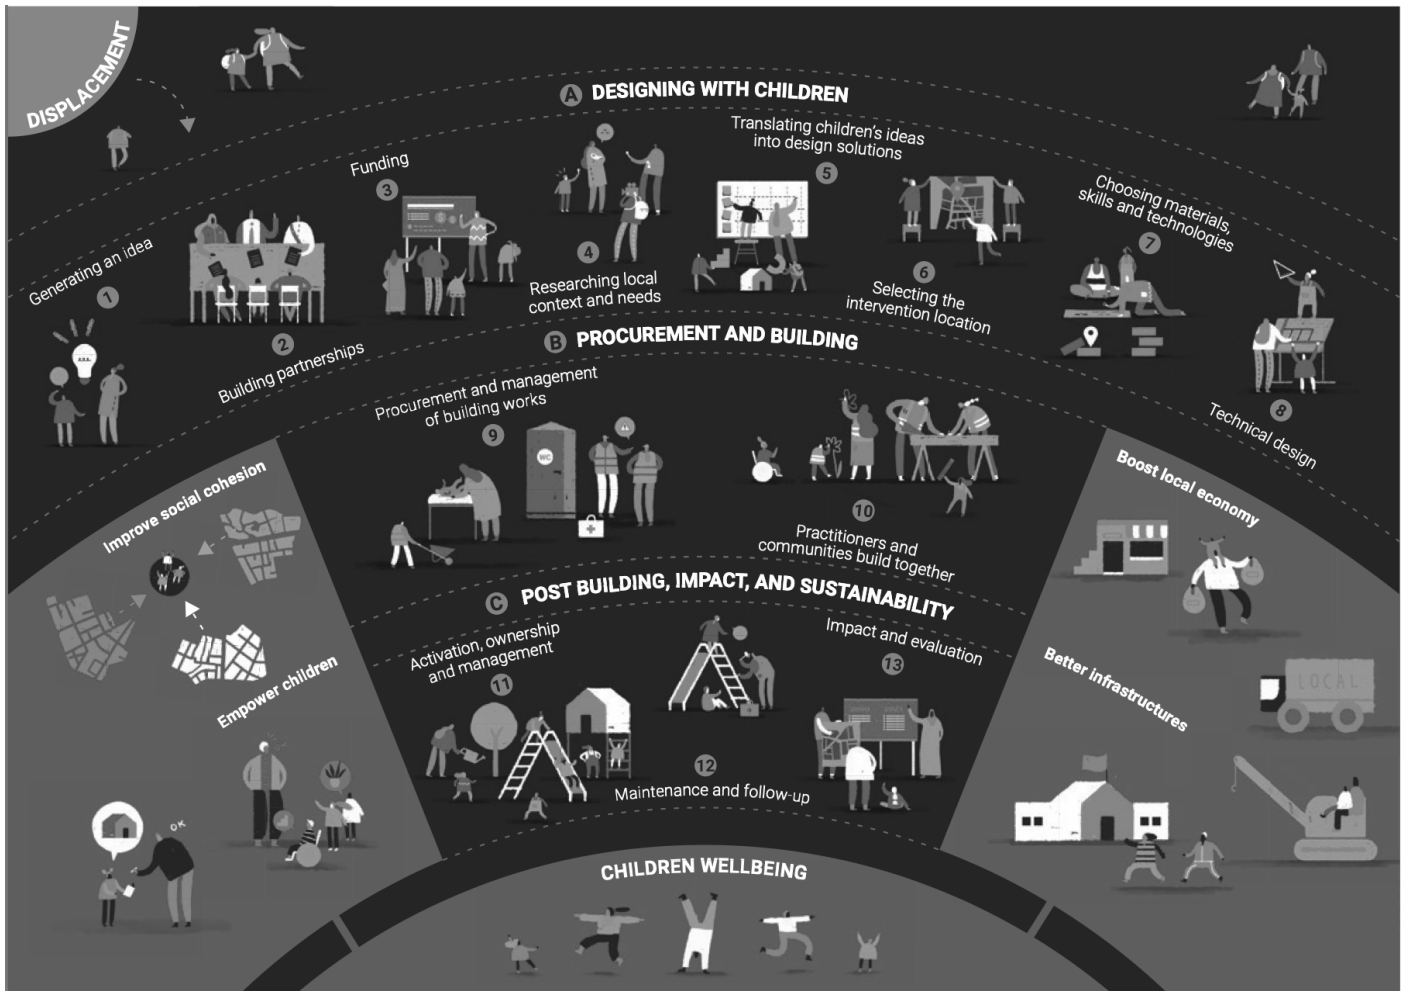 DISPLACEMENT
A DESIGNING WITH CHILDREN
Generating an idea
1
2
Building partnerships
Funding
3
4
Researching local
context and needs
Translating children's ideas
into design solutions
5
6
Selecting the
intervention location
Choosing materials,
skills and technologies
7
8
Technical design
B PROCUREMENT AND BUILDING
Procurement and management
of building works
9
WC
10
Practitioners and
communities build together
C POST BUILDING, IMPACT, AND SUSTAINABILITY
Activation, ownership
and management
11
12
Maintenance and follow-up
Impact and evaluation
13
Improve social cohesion
Empower children
OK
Boost local economy
Better infrastructures
LOCAL
CHILDREN WELLBEING